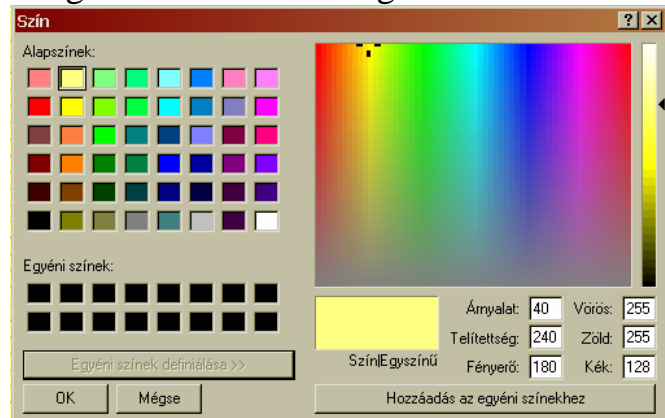 Szín
Alapszínek:
Egyéni színek:
Egyéni színek definiálása >>
OK Mégse
Szín|Egyszínű
Árnyalat: 40 Vörös: 255
Telítettség: 240 Zöld: 255
Fényerő: 180 Kék: 128
Hozzáadás az egyéni színekhez